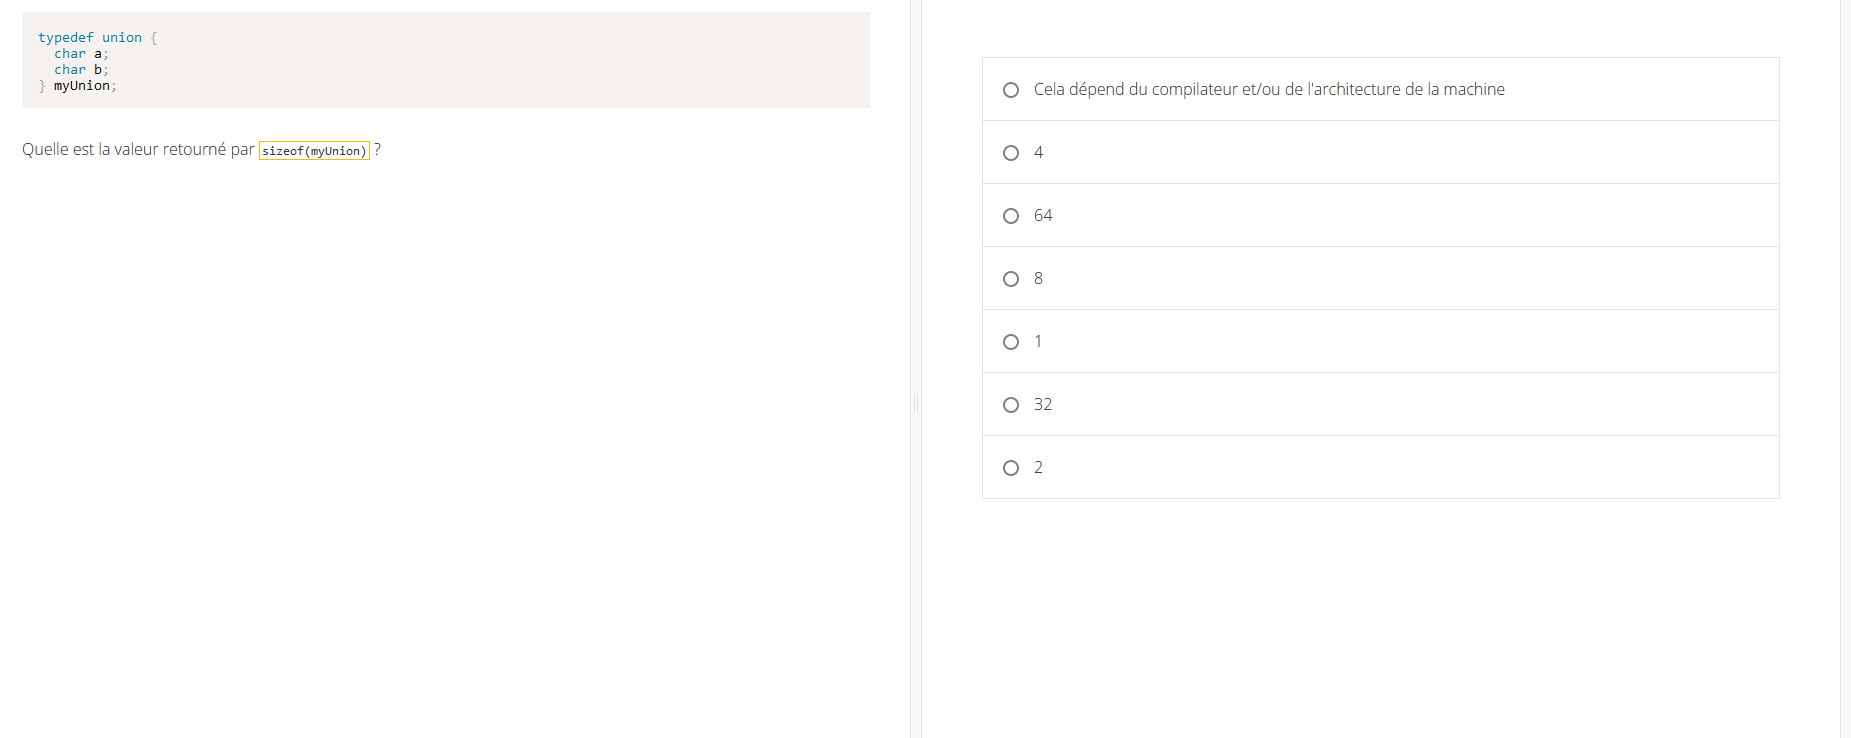 typedef union {
  char a;
  char b;
} myUnion;
Quelle est la valeur retourné par sizeof(myUnion) ?
Cela dépend du compilateur et/ou de l'architecture de la machine
4
64
8
1
32
2